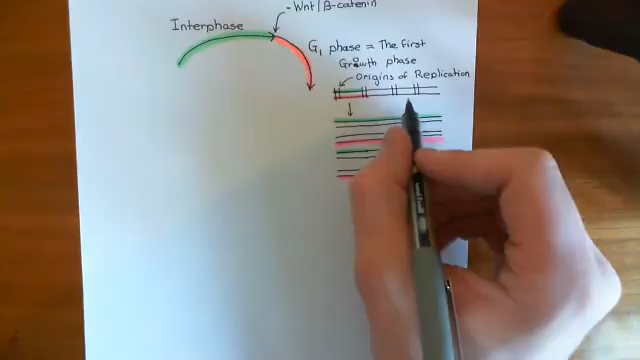 - Wnt/β-catenin
Interphase
G₁ phase = The first
Growth phase
Origins of Replication